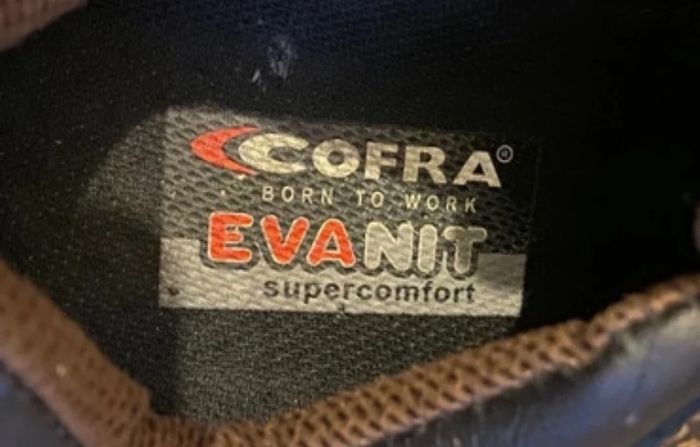 COFRA®
BORN TO WORK
EVANIT
supercomfort